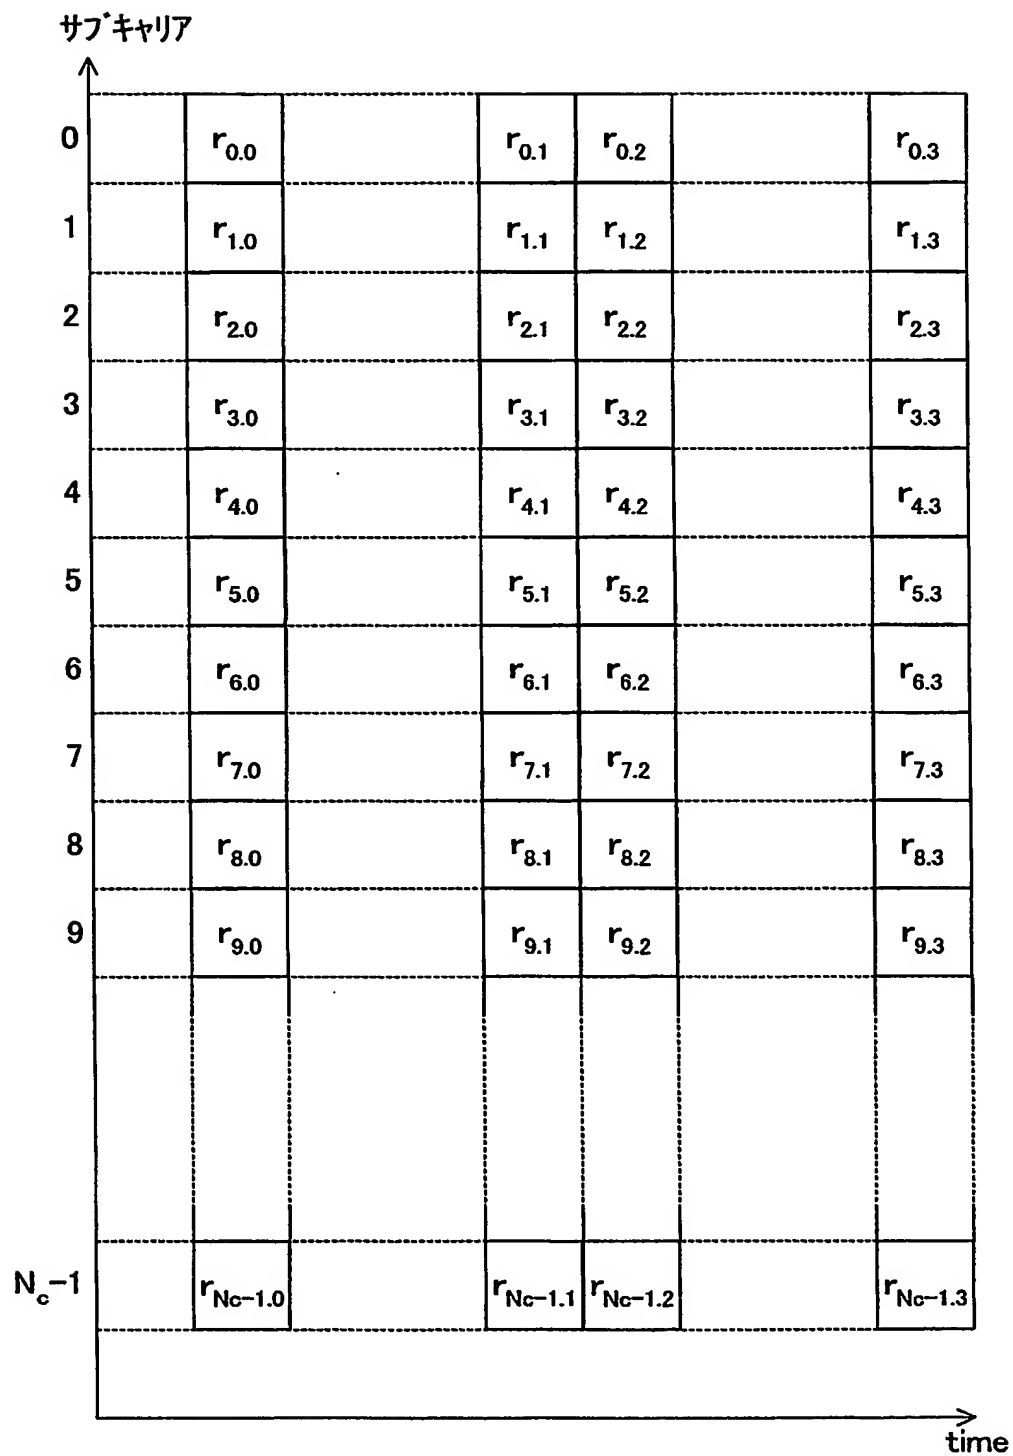 サブキャリア
0 r0.0 r0.1 r0.2 r0.3
1 r1.0 r1.1 r1.2 r1.3
2 r2.0 r2.1 r2.2 r2.3
3 r3.0 r3.1 r3.2 r3.3
4 r4.0 r4.1 r4.2 r4.3
5 r5.0 r5.1 r5.2 r5.3
6 r6.0 r6.1 r6.2 r6.3
7 r7.0 r7.1 r7.2 r7.3
8 r8.0 r8.1 r8.2 r8.3
9 r9.0 r9.1 r9.2 r9.3
Nc-1 rNc-1.0 rNc-1.1 rNc-1.2 rNc-1.3
time